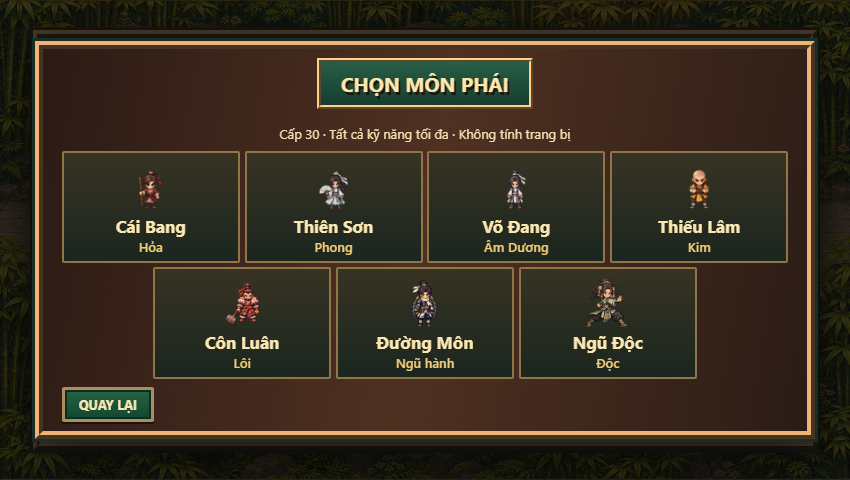 CHỌN MÔN PHÁI
Cấp 30 · Tất cả kỹ năng tối đa · Không tính trang bị
Cái Bang
Hỏa
Thiên Sơn
Phong
Võ Đang
Âm Dương
Thiếu Lâm
Kim
Côn Luân
Lôi
Đường Môn
Ngũ hành
Ngũ Độc
Độc
QUAY LẠI